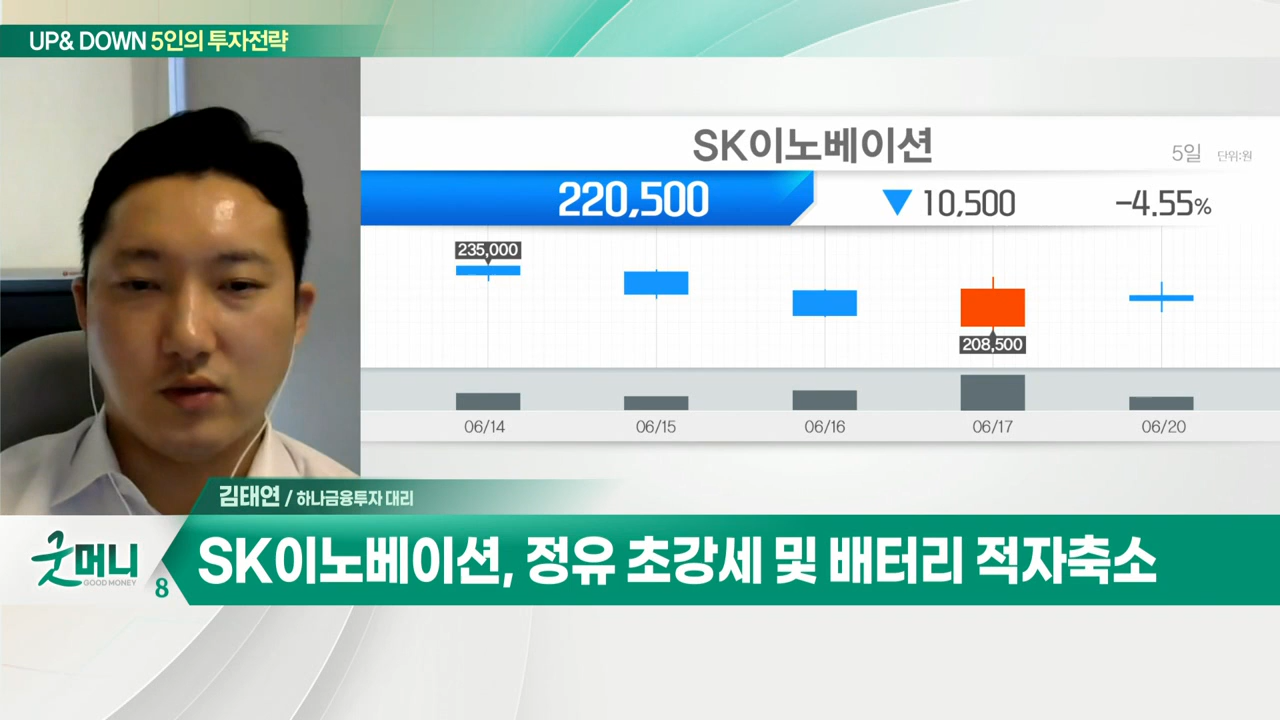 UP& DOWN 5인의 투자전략
SK이노베이션
5일 단위:원
220,500
▼ 10,500
-4.55%
235,000
208,500
06/14 06/15 06/16 06/17 06/20
김태연 / 하나금융투자 대리
굿머니
GOOD MONEY
8
SK이노베이션, 정유 초강세 및 배터리 적자축소